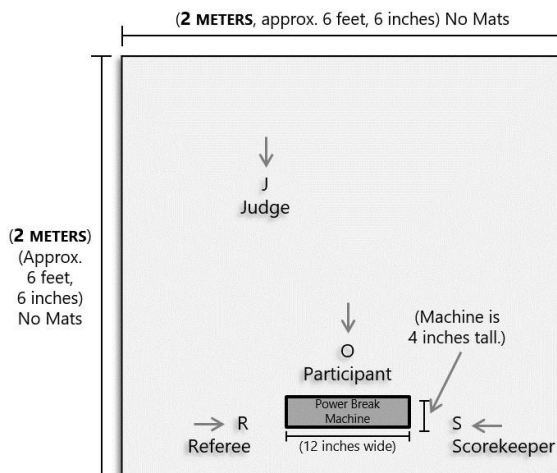 (2 METERS, approx. 6 feet, 6 inches) No Mats
J
Judge
(2 METERS)
(Approx.
6 feet,
6 inches)
No Mats
(Machine is
4 inches tall.)
O
Participant
Power Break
Machine
R
Referee
(12 inches wide)
S
Scorekeeper